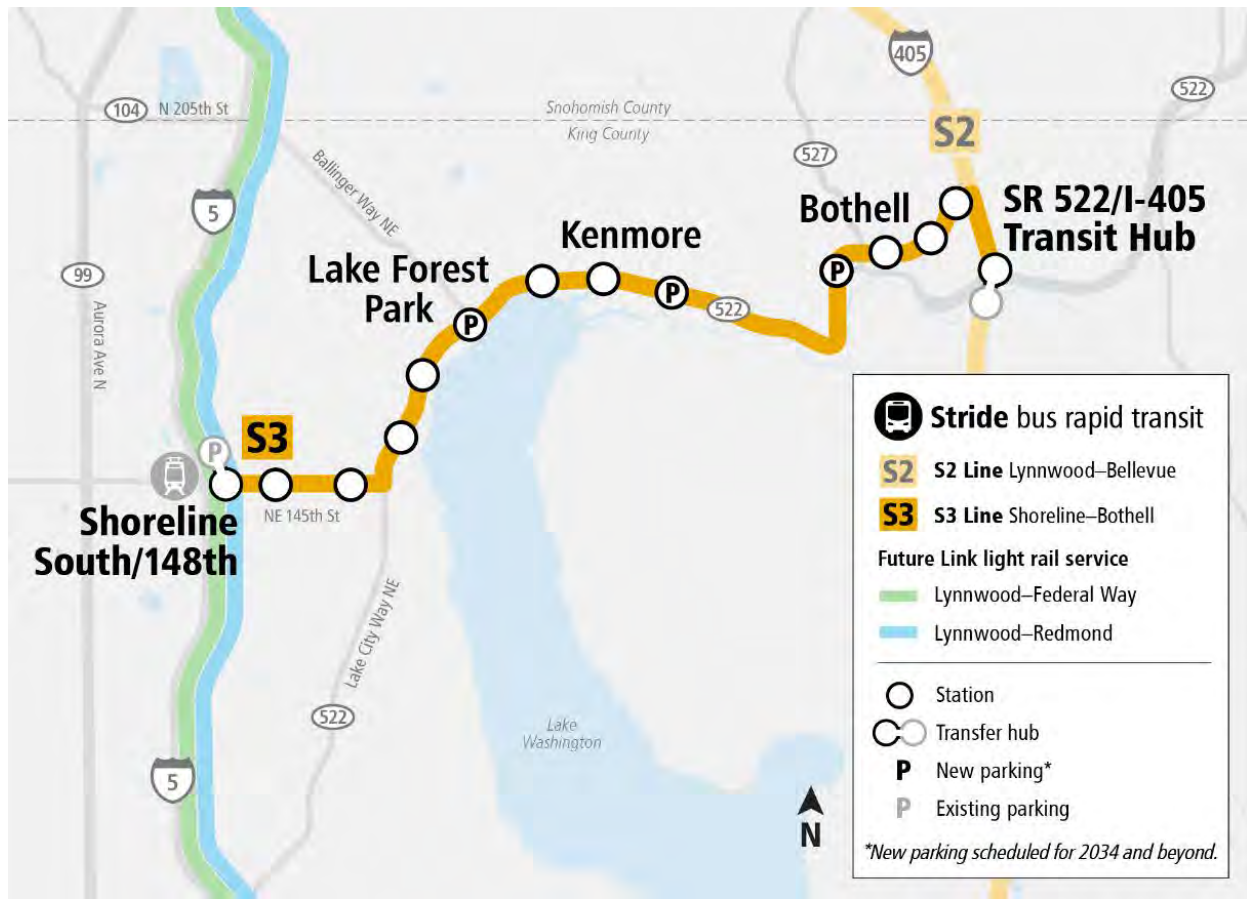 405
522
104
N 205th St
Snohomish County
King County
S2
527
Ballinger Way NE
5
SR 522/I-405
Transit Hub
Bothell
Kenmore
Lake Forest
Park
99
Aurora Ave N
P
P
P
522
S3
P
Shoreline
South/148th
NE 145th St
Lake City Way NE
522
5
Lake
Washington
N
Stride bus rapid transit
S2 S2 Line Lynnwood–Bellevue
S3 S3 Line Shoreline–Bothell
Future Link light rail service
Lynnwood–Federal Way
Lynnwood–Redmond
Station
Transfer hub
P New parking*
P Existing parking
*New parking scheduled for 2034 and beyond.